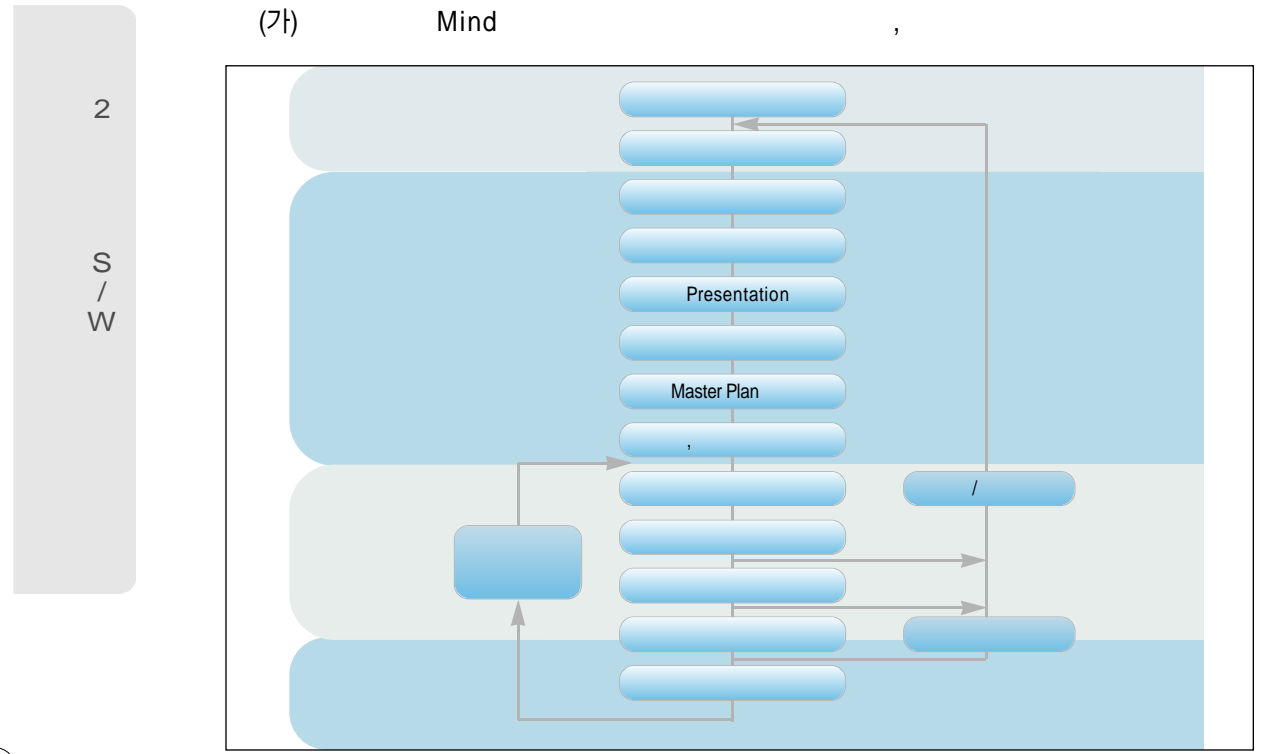 (가) Mind ,
2
S
/
W
Presentation
Master Plan
,
/